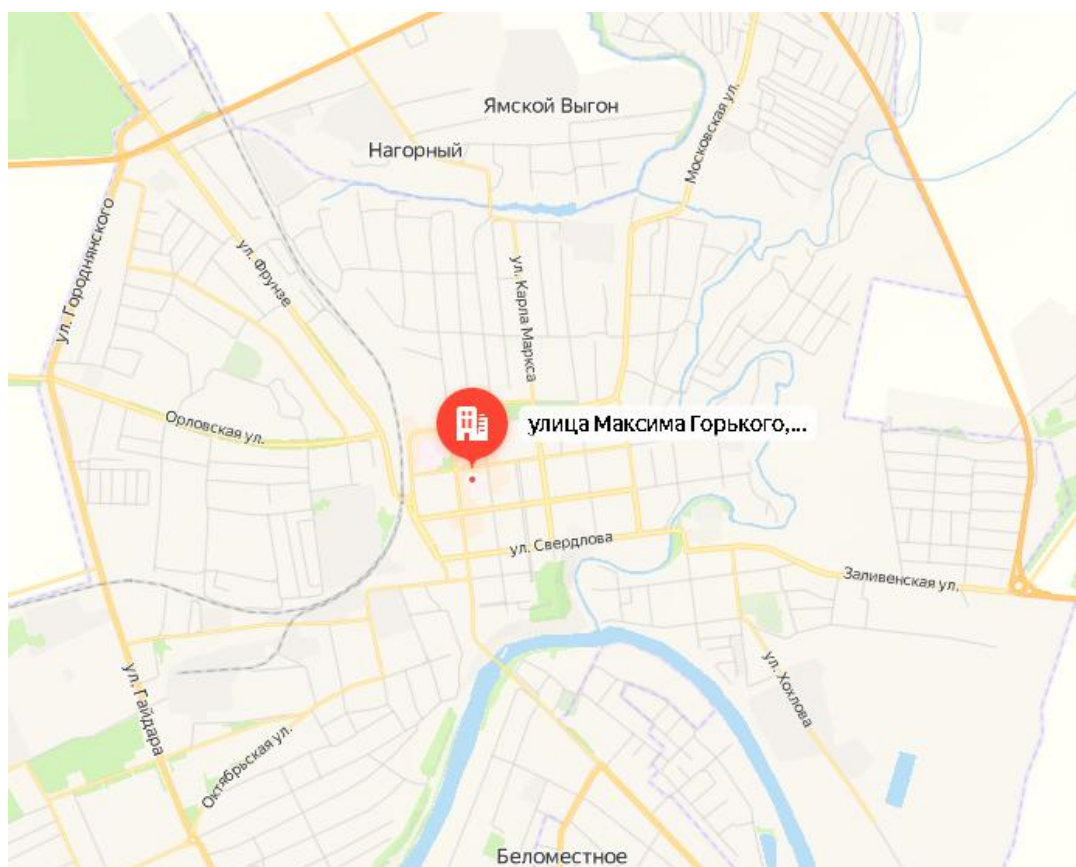 Ямской Выгон
Нагорный
Московская ул.
ул. Городнянского
ул. Фрунзе
ул. Карла Маркса
Орловская ул.
улица Максима Горького,...
ул. Свердлова
Заливенская ул.
ул. Гайдара
ул. Хохлова
Октябрьская ул.
Беломестное